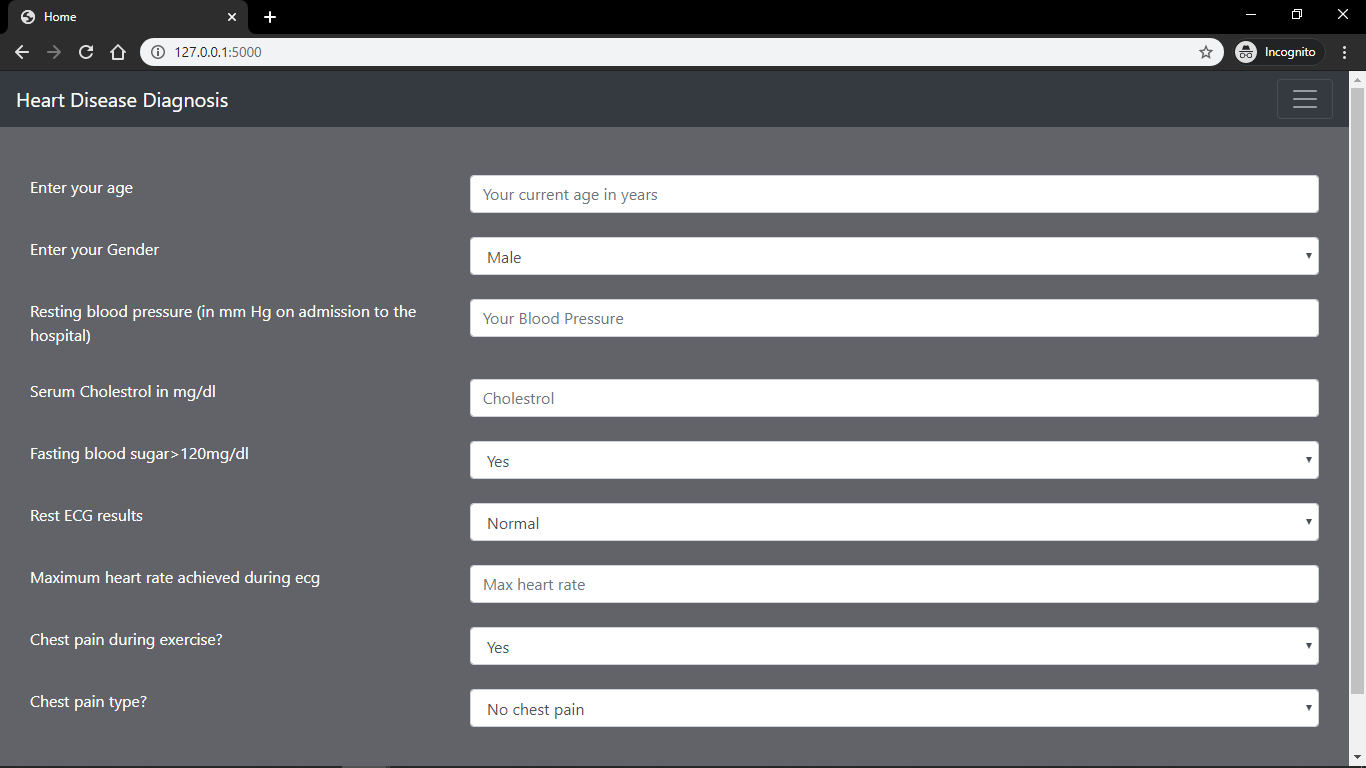 Home
127.0.0.1:5000
Incognito
Heart Disease Diagnosis
Enter your age
Your current age in years
Enter your Gender
Male
Resting blood pressure (in mm Hg on admission to the
hospital)
Your Blood Pressure
Serum Cholestrol in mg/dl
Cholestrol
Fasting blood sugar>120mg/dl
Yes
Rest ECG results
Normal
Maximum heart rate achieved during ecg
Max heart rate
Chest pain during exercise?
Yes
Chest pain type?
No chest pain